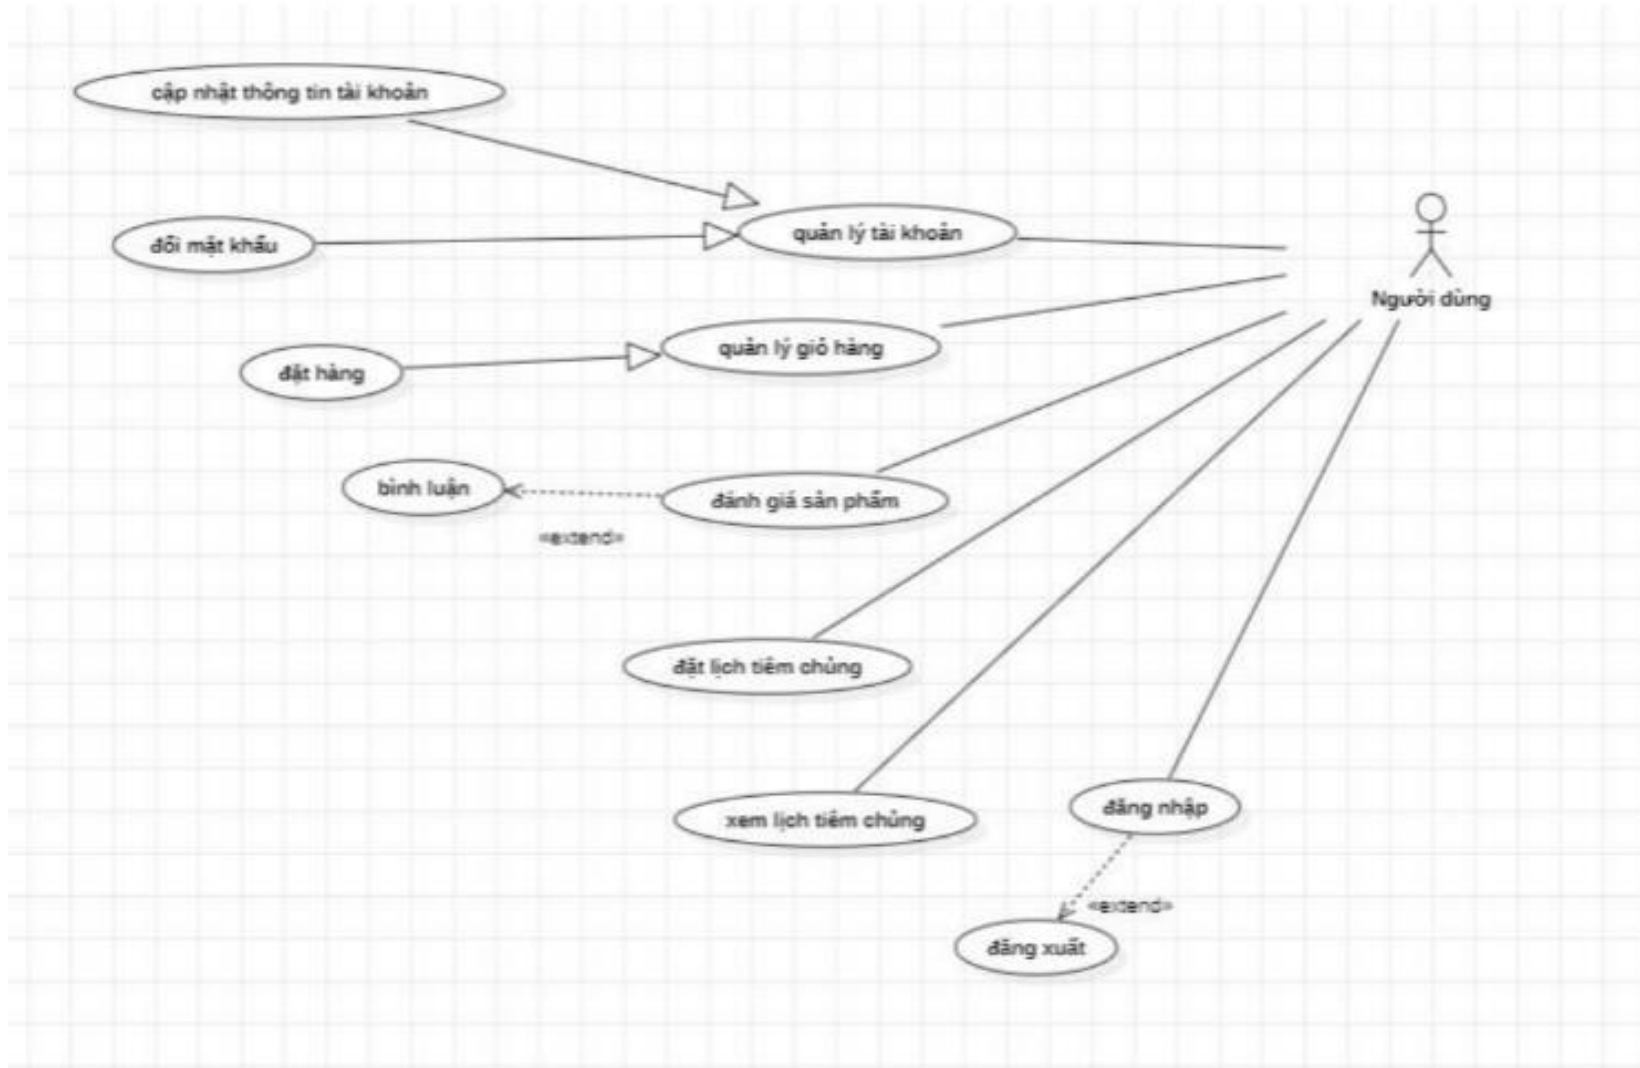 cập nhật thông tin tài khoản
đổi mật khẩu
quản lý tài khoản
Người dùng
đặt hàng
quản lý giỏ hàng
bình luận
đánh giá sản phẩm
«extend»
đặt lịch tiêm chủng
xem lịch tiêm chủng
đăng nhập
«extend»
đăng xuất